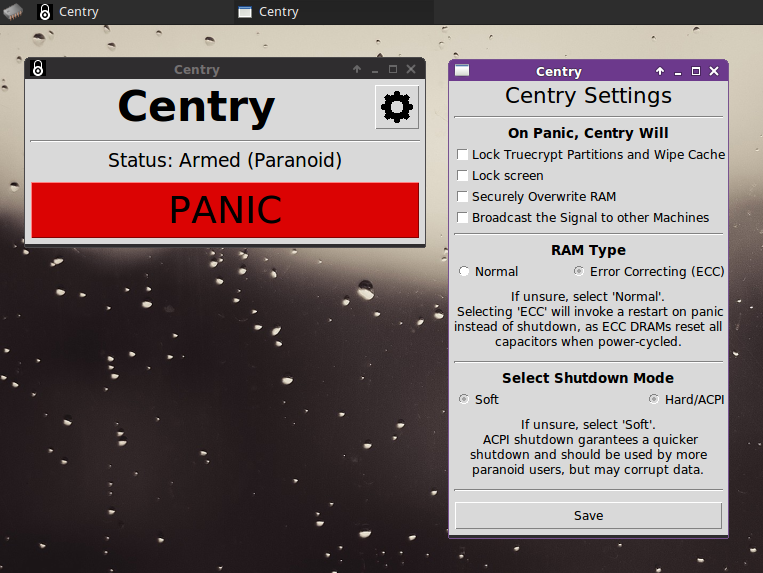 Centry
Centry
Centry
Centry
Status: Armed (Paranoid)
PANIC
Centry
Centry Settings
On Panic, Centry Will
Lock Truecrypt Partitions and Wipe Cache
Lock screen
Securely Overwrite RAM
Broadcast the Signal to other Machines
RAM Type
Normal
Error Correcting (ECC)
If unsure, select 'Normal'.
Selecting 'ECC' will invoke a restart on panic
instead of shutdown, as ECC DRAMs reset all
capacitors when power-cycled.
Select Shutdown Mode
Soft
Hard/ACPI
If unsure, select 'Soft'.
ACPI shutdown garantees a quicker
shutdown and should be used by more
paranoid users, but may corrupt data.
Save